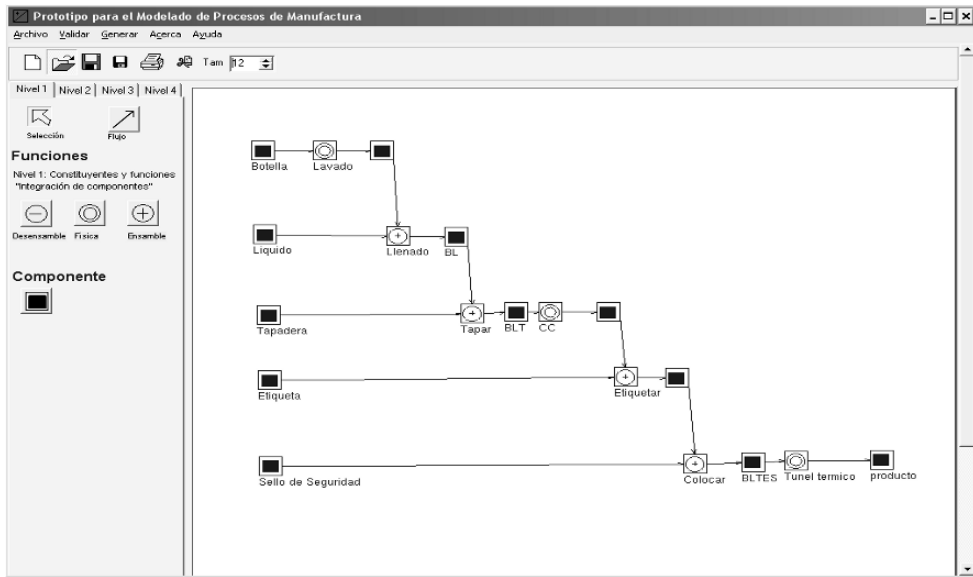 Prototipo para el Modelado de Procesos de Manufactura
Archivo Validar Generar Acerca Ayuda
Tam 12
Nivel 1 Nivel 2 Nivel 3 Nivel 4
Selección Flujo
Funciones
Nivel 1: Constituyentes y funciones
"Integración de componentes"
Desensamble Fisica Ensamble
Componente
Botella Lavado
Liquido Llenado BL
Tapadera Tapar BLT CC
Etiqueta Etiquetar
Sello de Seguridad Colocar BLTES Tunel termico producto